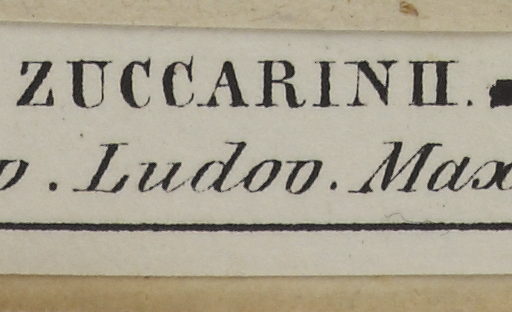 ZUCCARINII.
. Ludov. Max